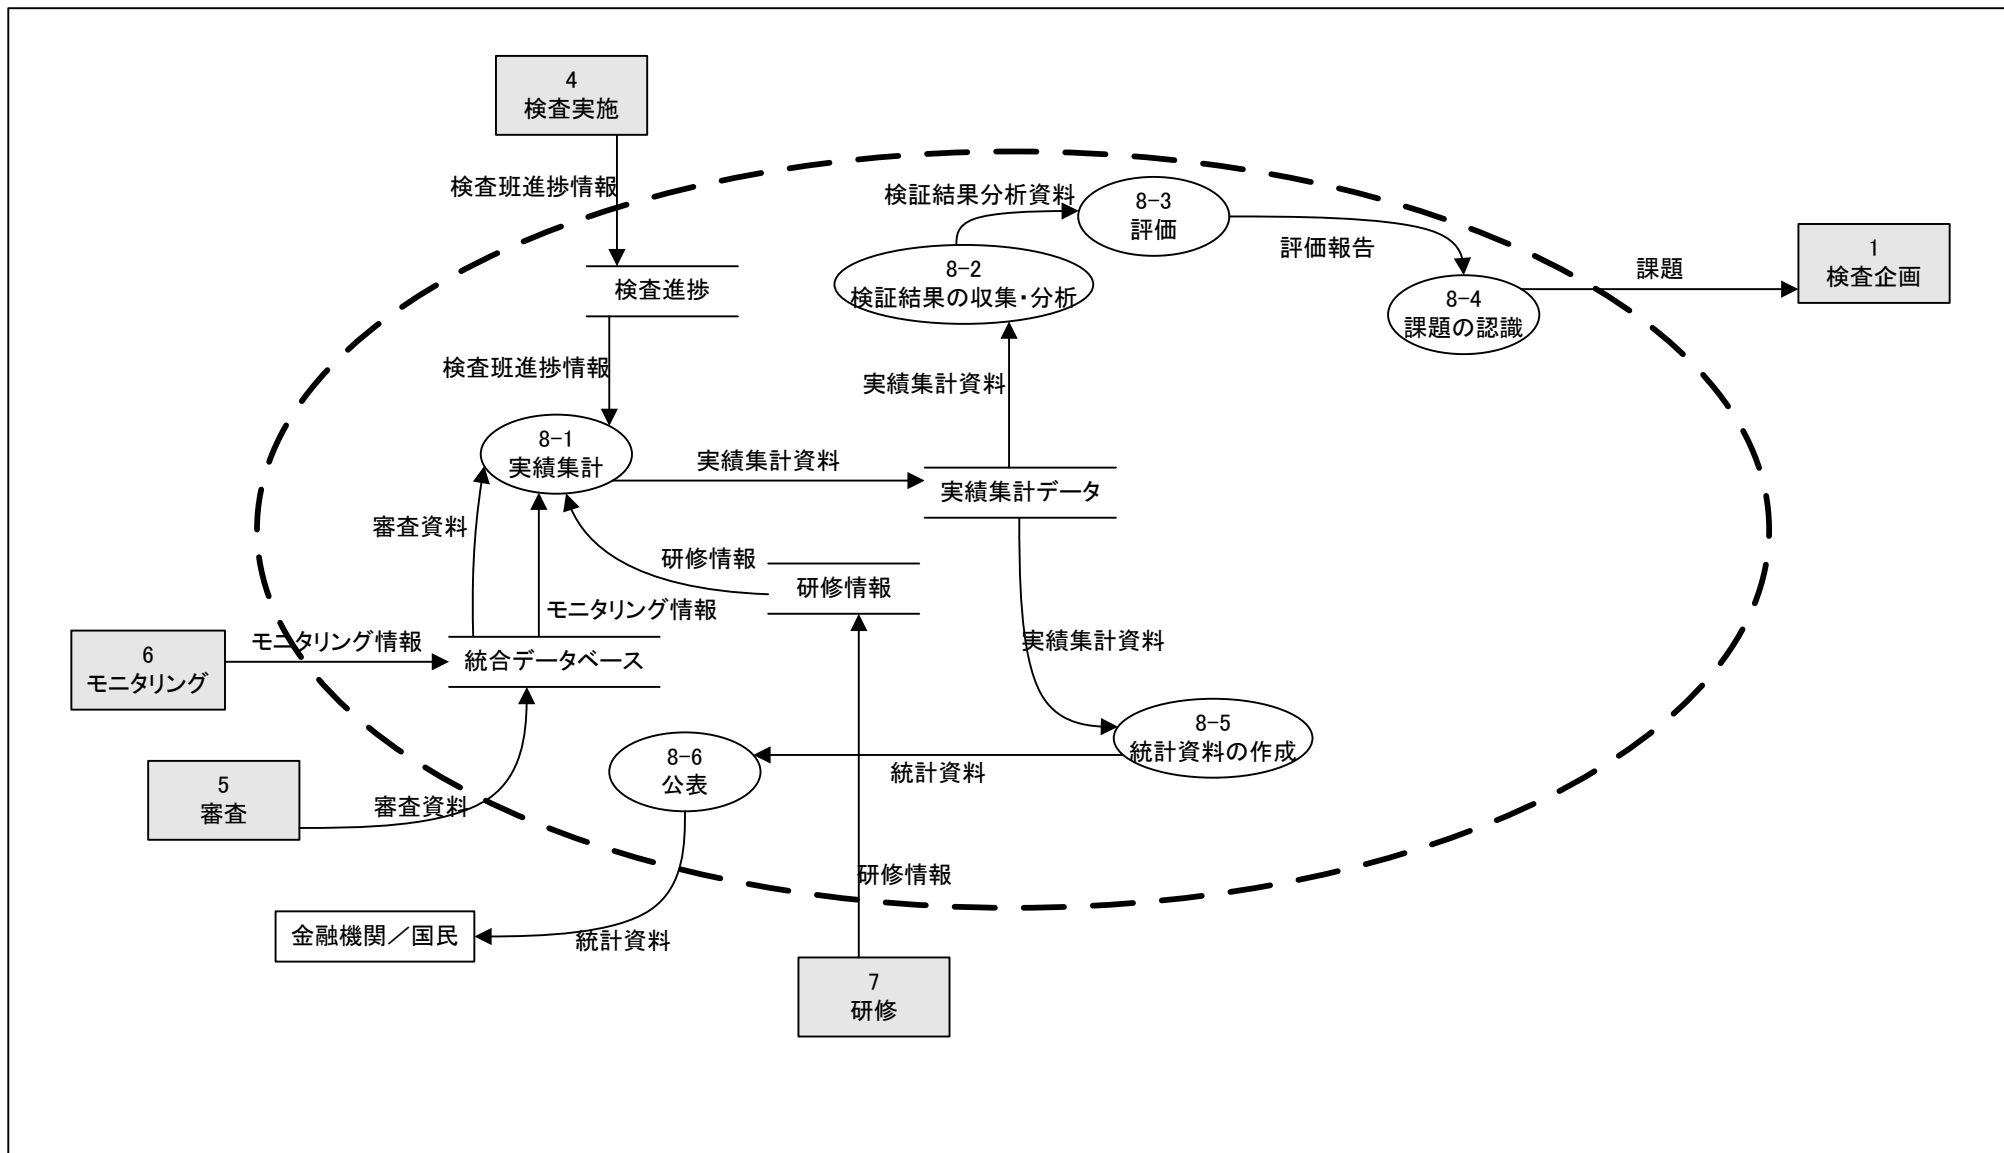 4
検査実施
検査班進捗情報
検証結果分析資料
8-3
評価
評価報告
1
検査企画
課題
8-2
検証結果の収集・分析
8-4
課題の認識
検査進捗
検査班進捗情報
実績集計資料
8-1
実績集計
実績集計資料
実績集計データ
審査資料
研修情報
研修情報
モニタリング情報
モニタリング情報
6
モニタリング
統合データベース
実績集計資料
8-5
統計資料の作成
8-6
公表
統計資料
5
審査
審査資料
研修情報
金融機関／国民
統計資料
7
研修